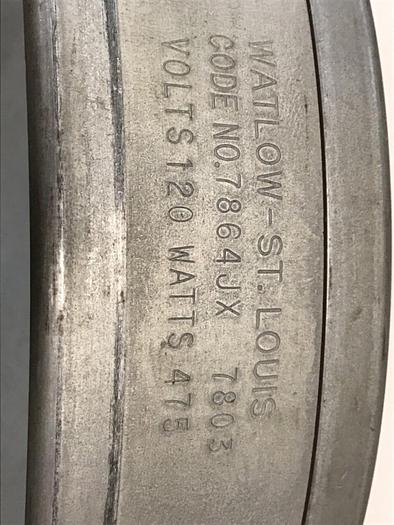 WATLOW-ST. LOUIS
CODE NO. 7864JX 7803
VOLTS 120 WATTS 475